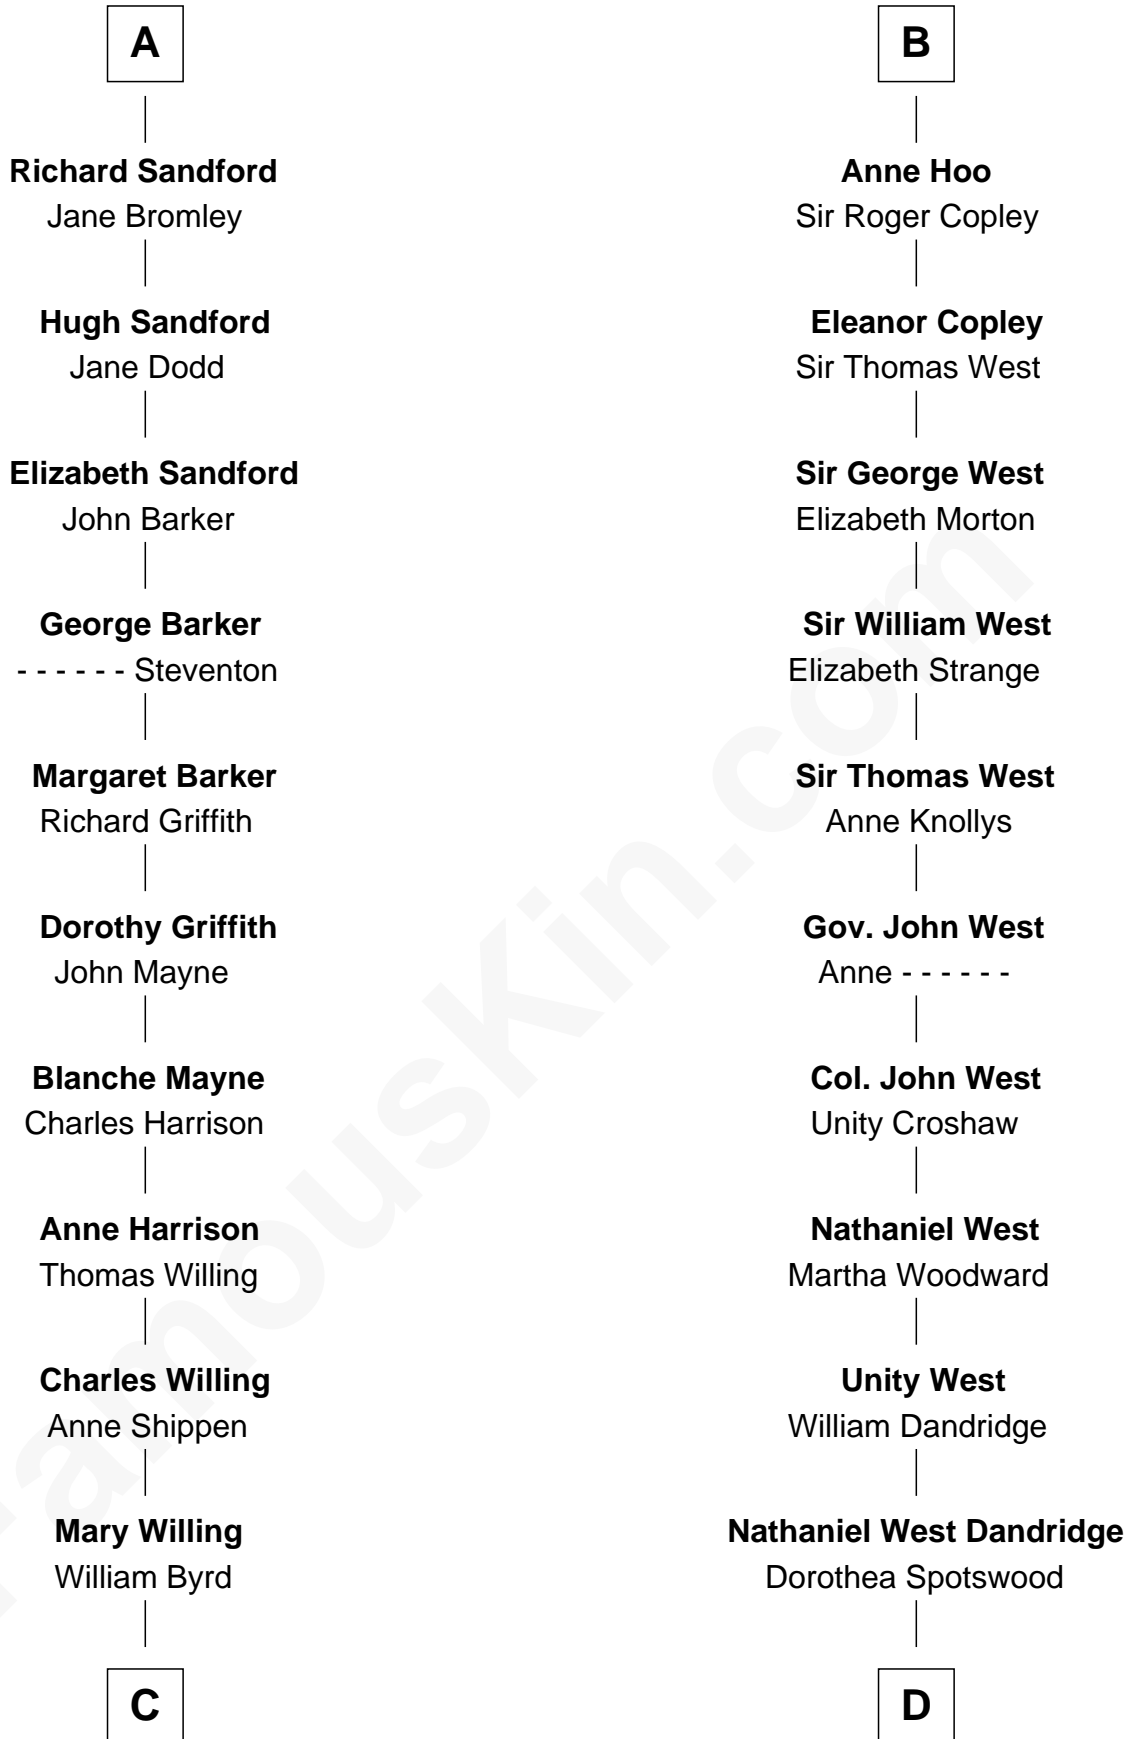 A
Richard Sandford
Jane Bromley
Hugh Sandford
Jane Dodd
Elizabeth Sandford
John Barker
George Barker
- - - - - - Steventon
Margaret Barker
Richard Griffith
Dorothy Griffith
John Mayne
Blanche Mayne
Charles Harrison
Anne Harrison
Thomas Willing
Charles Willing
Anne Shippen
Mary Willing
William Byrd
C
B
Anne Hoo
Sir Roger Copley
Eleanor Copley
Sir Thomas West
Sir George West
Elizabeth Morton
Sir William West
Elizabeth Strange
Sir Thomas West
Anne Knollys
Gov. John West
Anne - - - - - -
Col. John West
Unity Croshaw
Nathaniel West
Martha Woodward
Unity West
William Dandridge
Nathaniel West Dandridge
Dorothea Spotswood
D
FamousKin.com